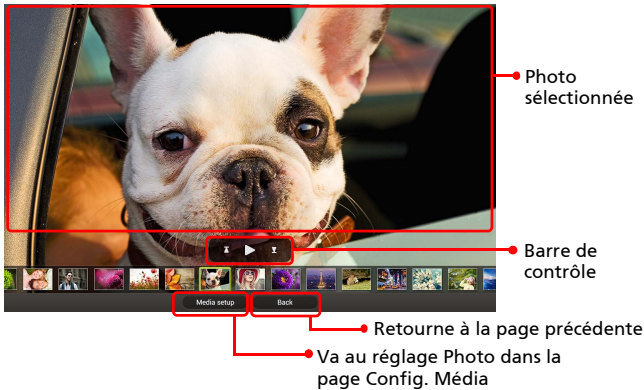 Photo
sélectionnée
Barre de
contrôle
Media setup
Back
Retourne à la page précédente
Va au réglage Photo dans la
page Config. Média